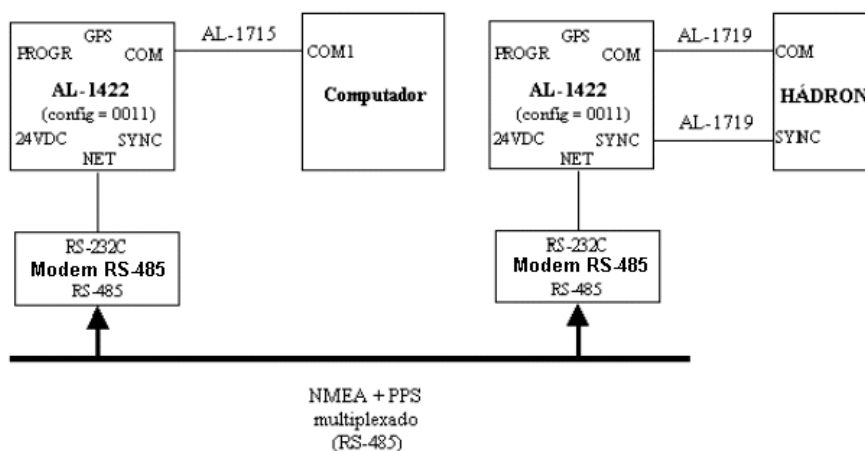 GPS
PROGR COM
AL-1422
(config = 0011)
24VDC SYNC
NET
AL-1715
COM1
Computador
GPS
PROGR COM
AL-1422
(config = 0011)
24VDC SYNC
NET
AL-1719
AL-1719
COM
HÁDRON
SYNC
RS-232C
Modem RS-485
RS-485
RS-232C
Modem RS-485
RS-485
NMEA + PPS
multiplexado
(RS-485)